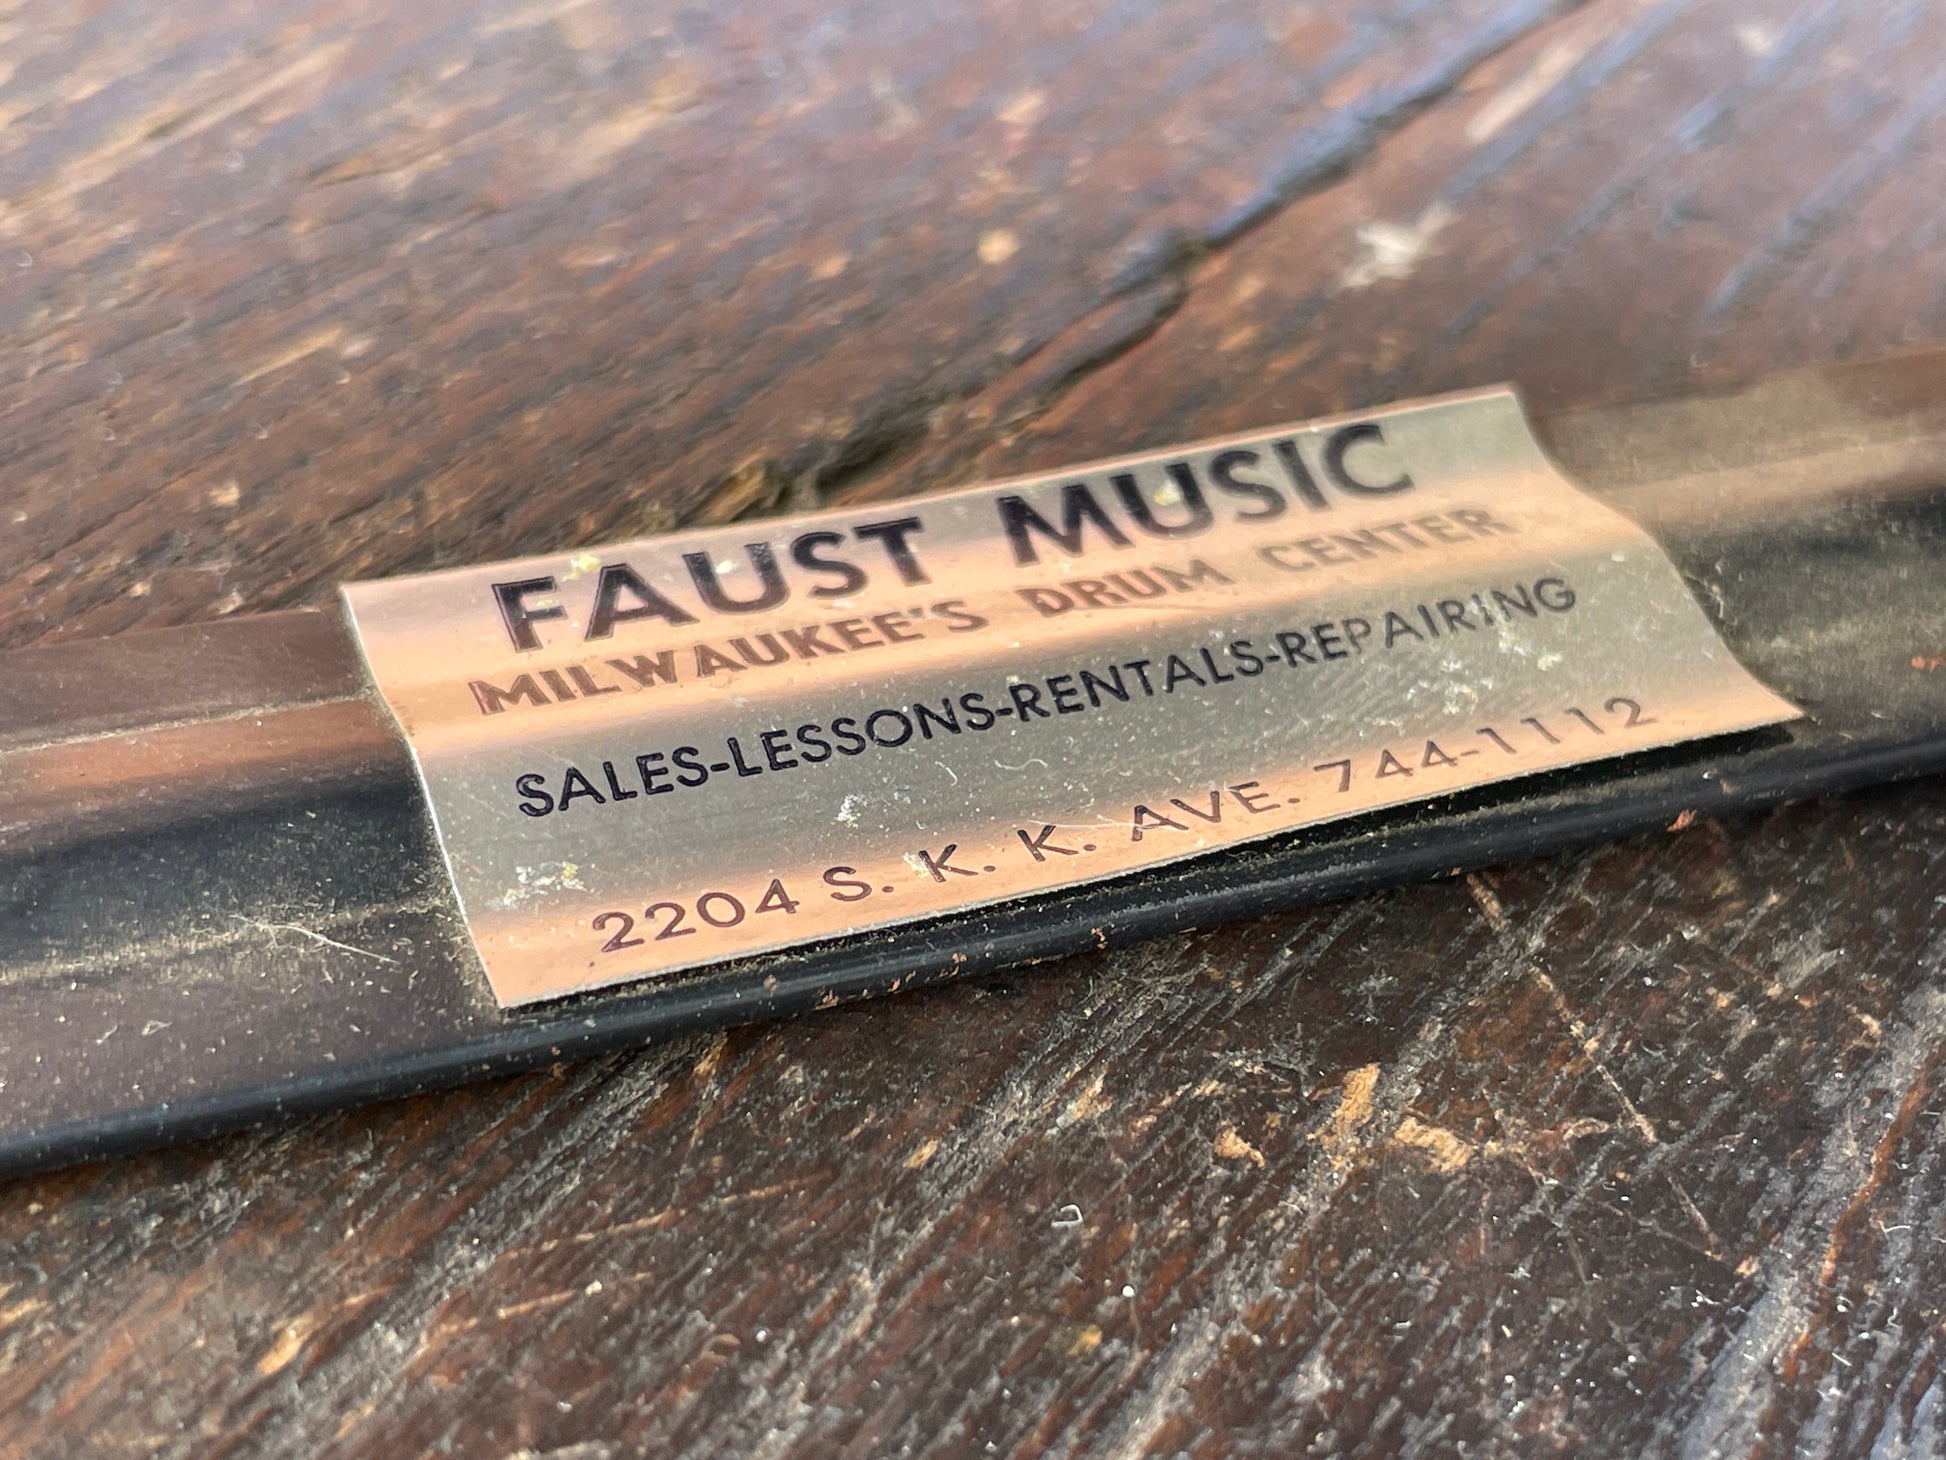 FAUST MUSIC
MILWAUKEE'S DRUM CENTER
SALES-LESSONS-RENTALS-REPAIRING
2204 S. K. K. AVE. 744-1112